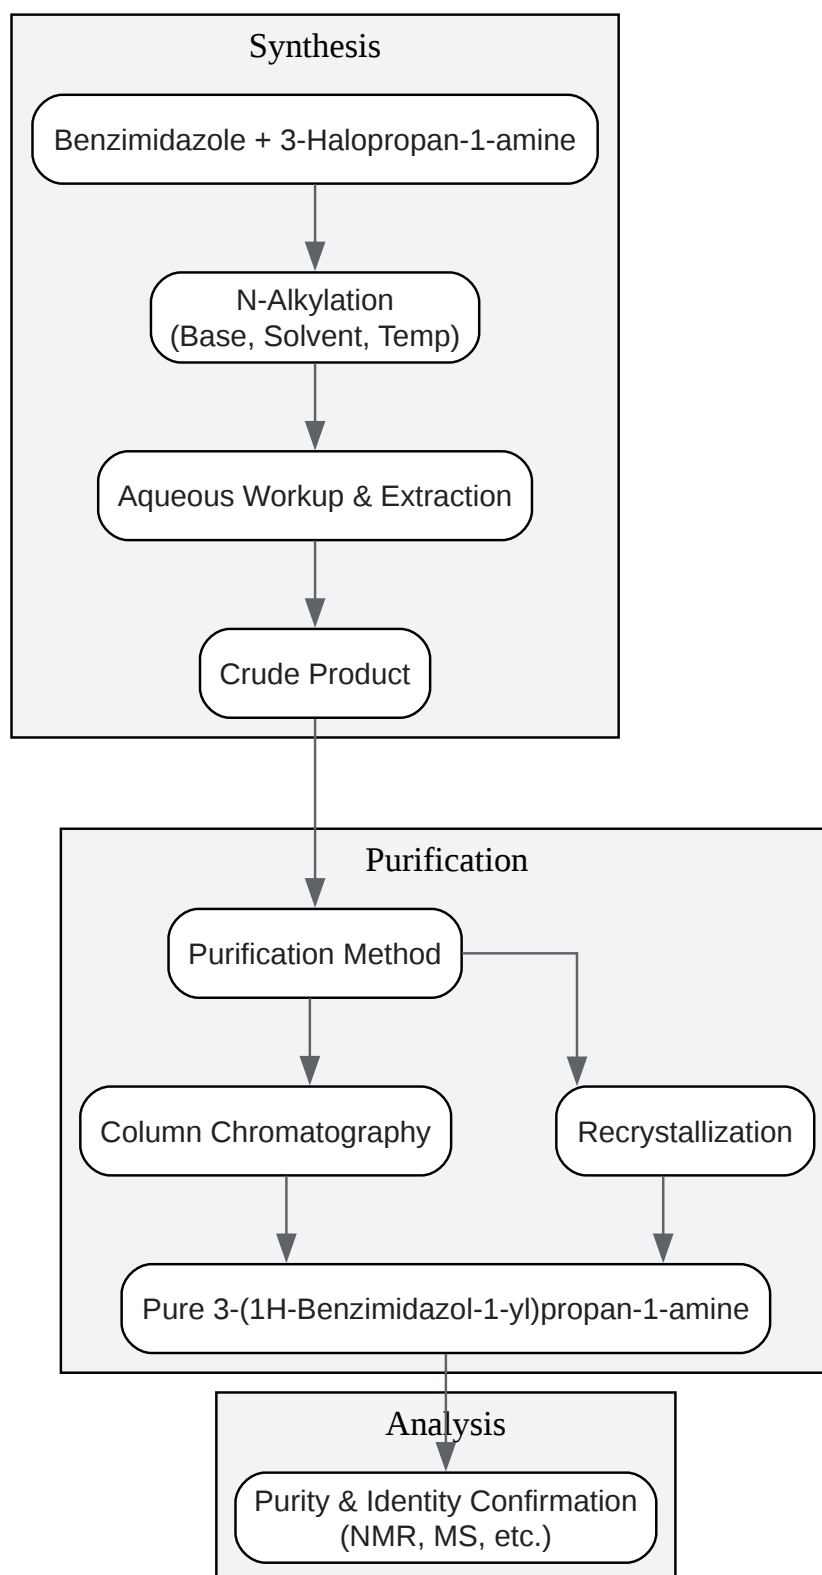 Synthesis
Benzimidazole + 3-Halopropan-1-amine
N-Alkylation
(Base, Solvent, Temp)
Aqueous Workup & Extraction
Crude Product
Purification
Purification Method
Column Chromatography
Recrystallization
Pure 3-(1H-Benzimidazol-1-yl)propan-1-amine
Analysis
Purity & Identity Confirmation
(NMR, MS, etc.)